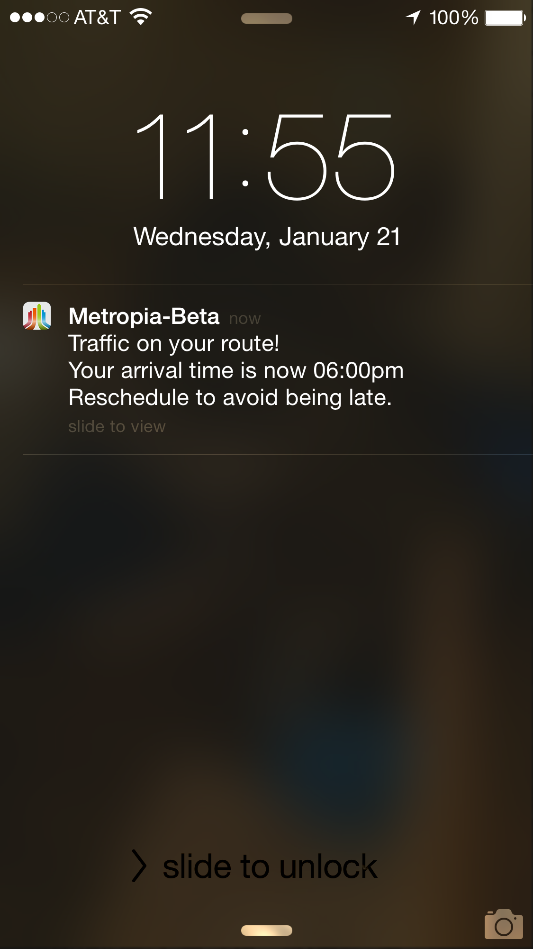 AT&T 100%
11:55
Wednesday, January 21
Metropia-Beta now
Traffic on your route!
Your arrival time is now 06:00pm
Reschedule to avoid being late.
slide to view
slide to unlock